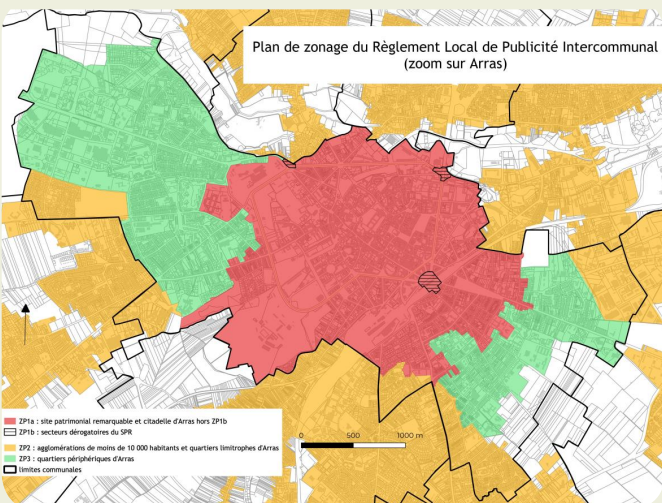 Plan de zonage du Règlement Local de Publicité Intercommunal
(zoom sur Arras)
ZP1a : site patrimonial remarquable et citadelle d'Arras hors ZP1b
ZP1b : secteurs dérogatoires du SPR
ZP2 : agglomérations de moins de 10 000 habitants et quartiers limitrophes d'Arras
ZP3 : quartiers périphériques d'Arras
limites communales
0 500 1000 m